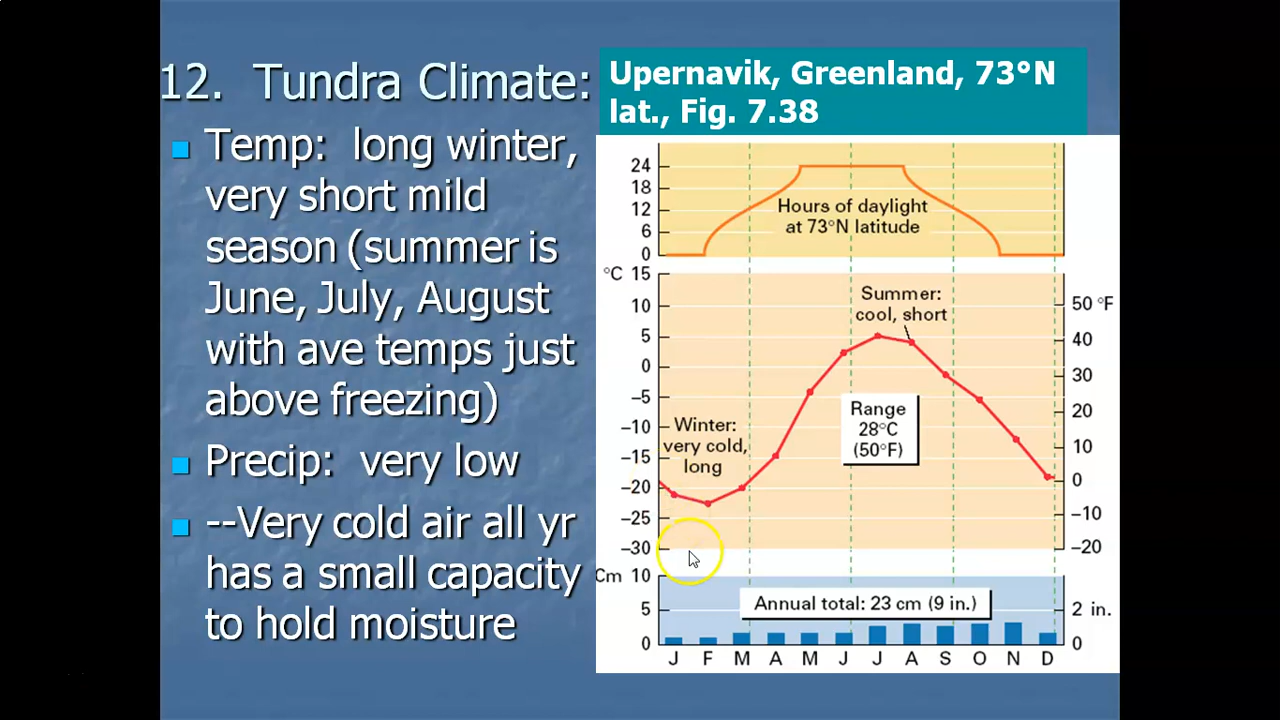 12. Tundra Climate:
Temp: long winter,
very short mild
season (summer is
June, July, August
with ave temps just
above freezing)
Precip: very low
--Very cold air all yr
has a small capacity
to hold moisture
Upernavik, Greenland, 73°N
lat., Fig. 7.38
24
18
12
6
0
Hours of daylight
at 73°N latitude
°C 15
10
5
0
−5
−10
−15
−20
−25
−30
Summer:
cool, short
Winter:
very cold,
long
Range
28°C
(50°F)
50 °F
40
30
20
10
0
−10
−20
Cm 10
5
0
Annual total: 23 cm (9 in.)
2 in.
0
J F M A M J J A S O N D